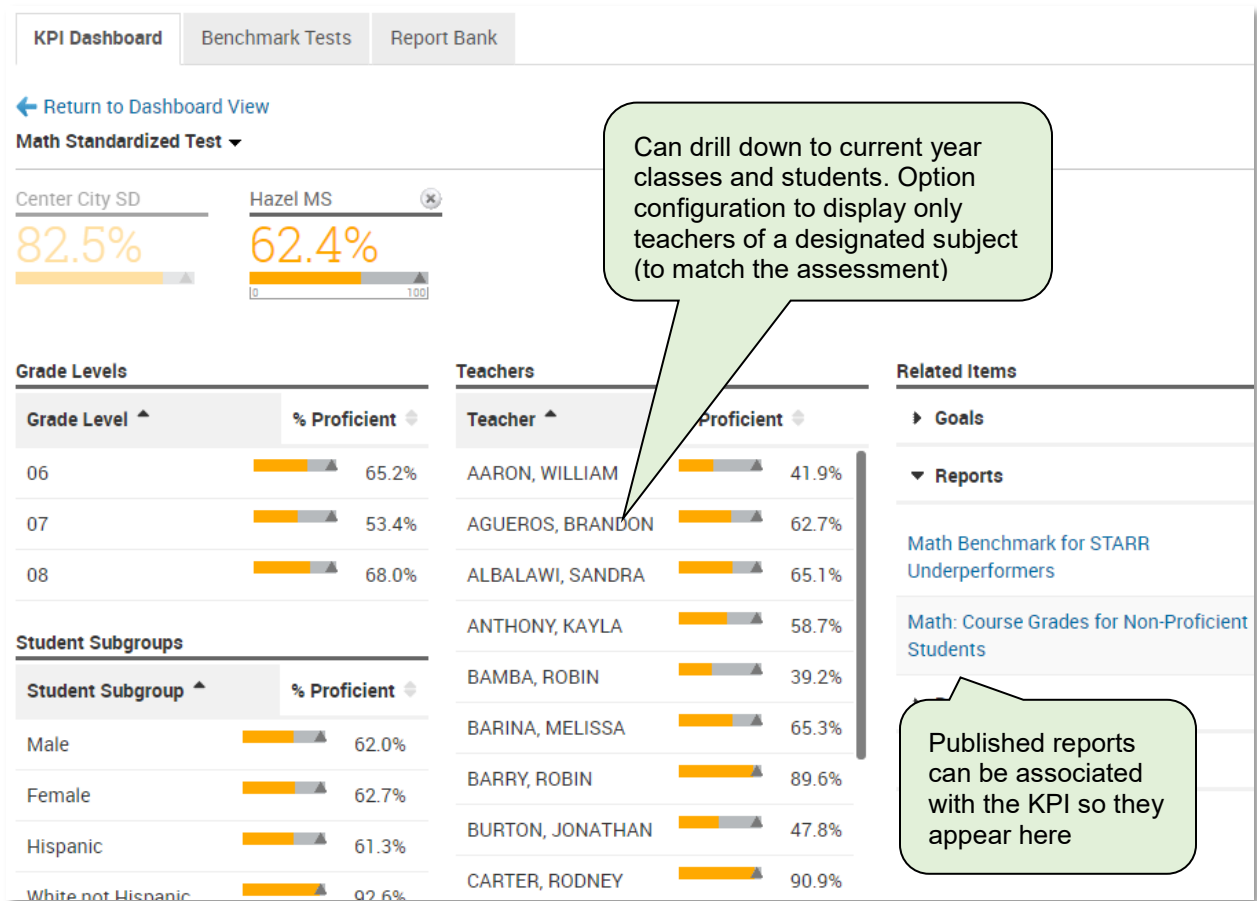 KPI Dashboard Benchmark Tests Report Bank
Return to Dashboard View
Math Standardized Test
Center City SD
82.5%
Hazel MS
62.4%
0 100
Can drill down to current year
classes and students. Option
configuration to display only
teachers of a designated subject
(to match the assessment)
Grade Levels
Grade Level % Proficient
06 65.2%
07 53.4%
08 68.0%
Student Subgroups
Student Subgroup % Proficient
Male 62.0%
Female 62.7%
Hispanic 61.3%
White not Hispanic 92.6%
Teachers
Teacher Proficient
AARON, WILLIAM 41.9%
AGUEROS, BRANDON 62.7%
ALBALAWI, SANDRA 65.1%
ANTHONY, KAYLA 58.7%
BAMBA, ROBIN 39.2%
BARINA, MELISSA 65.3%
BARRY, ROBIN 89.6%
BURTON, JONATHAN 47.8%
CARTER, RODNEY 90.9%
Related Items
Goals
Reports
Math Benchmark for STARR
Underperformers
Math: Course Grades for Non-Proficient
Students
Published reports
can be associated
with the KPI so they
appear here